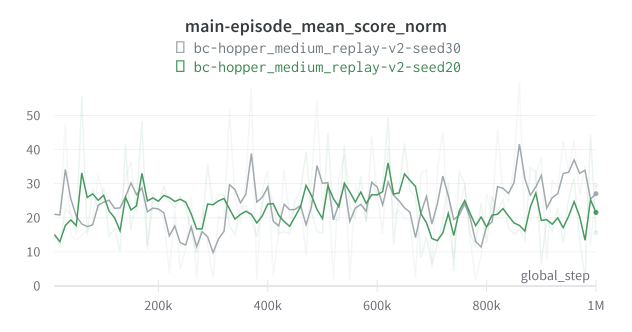 main-episode_mean_score_norm
bc-hopper_medium_replay-v2-seed30
bc-hopper_medium_replay-v2-seed20
50
40
30
20
10
0
global_step
200k 400k 600k 800k 1M